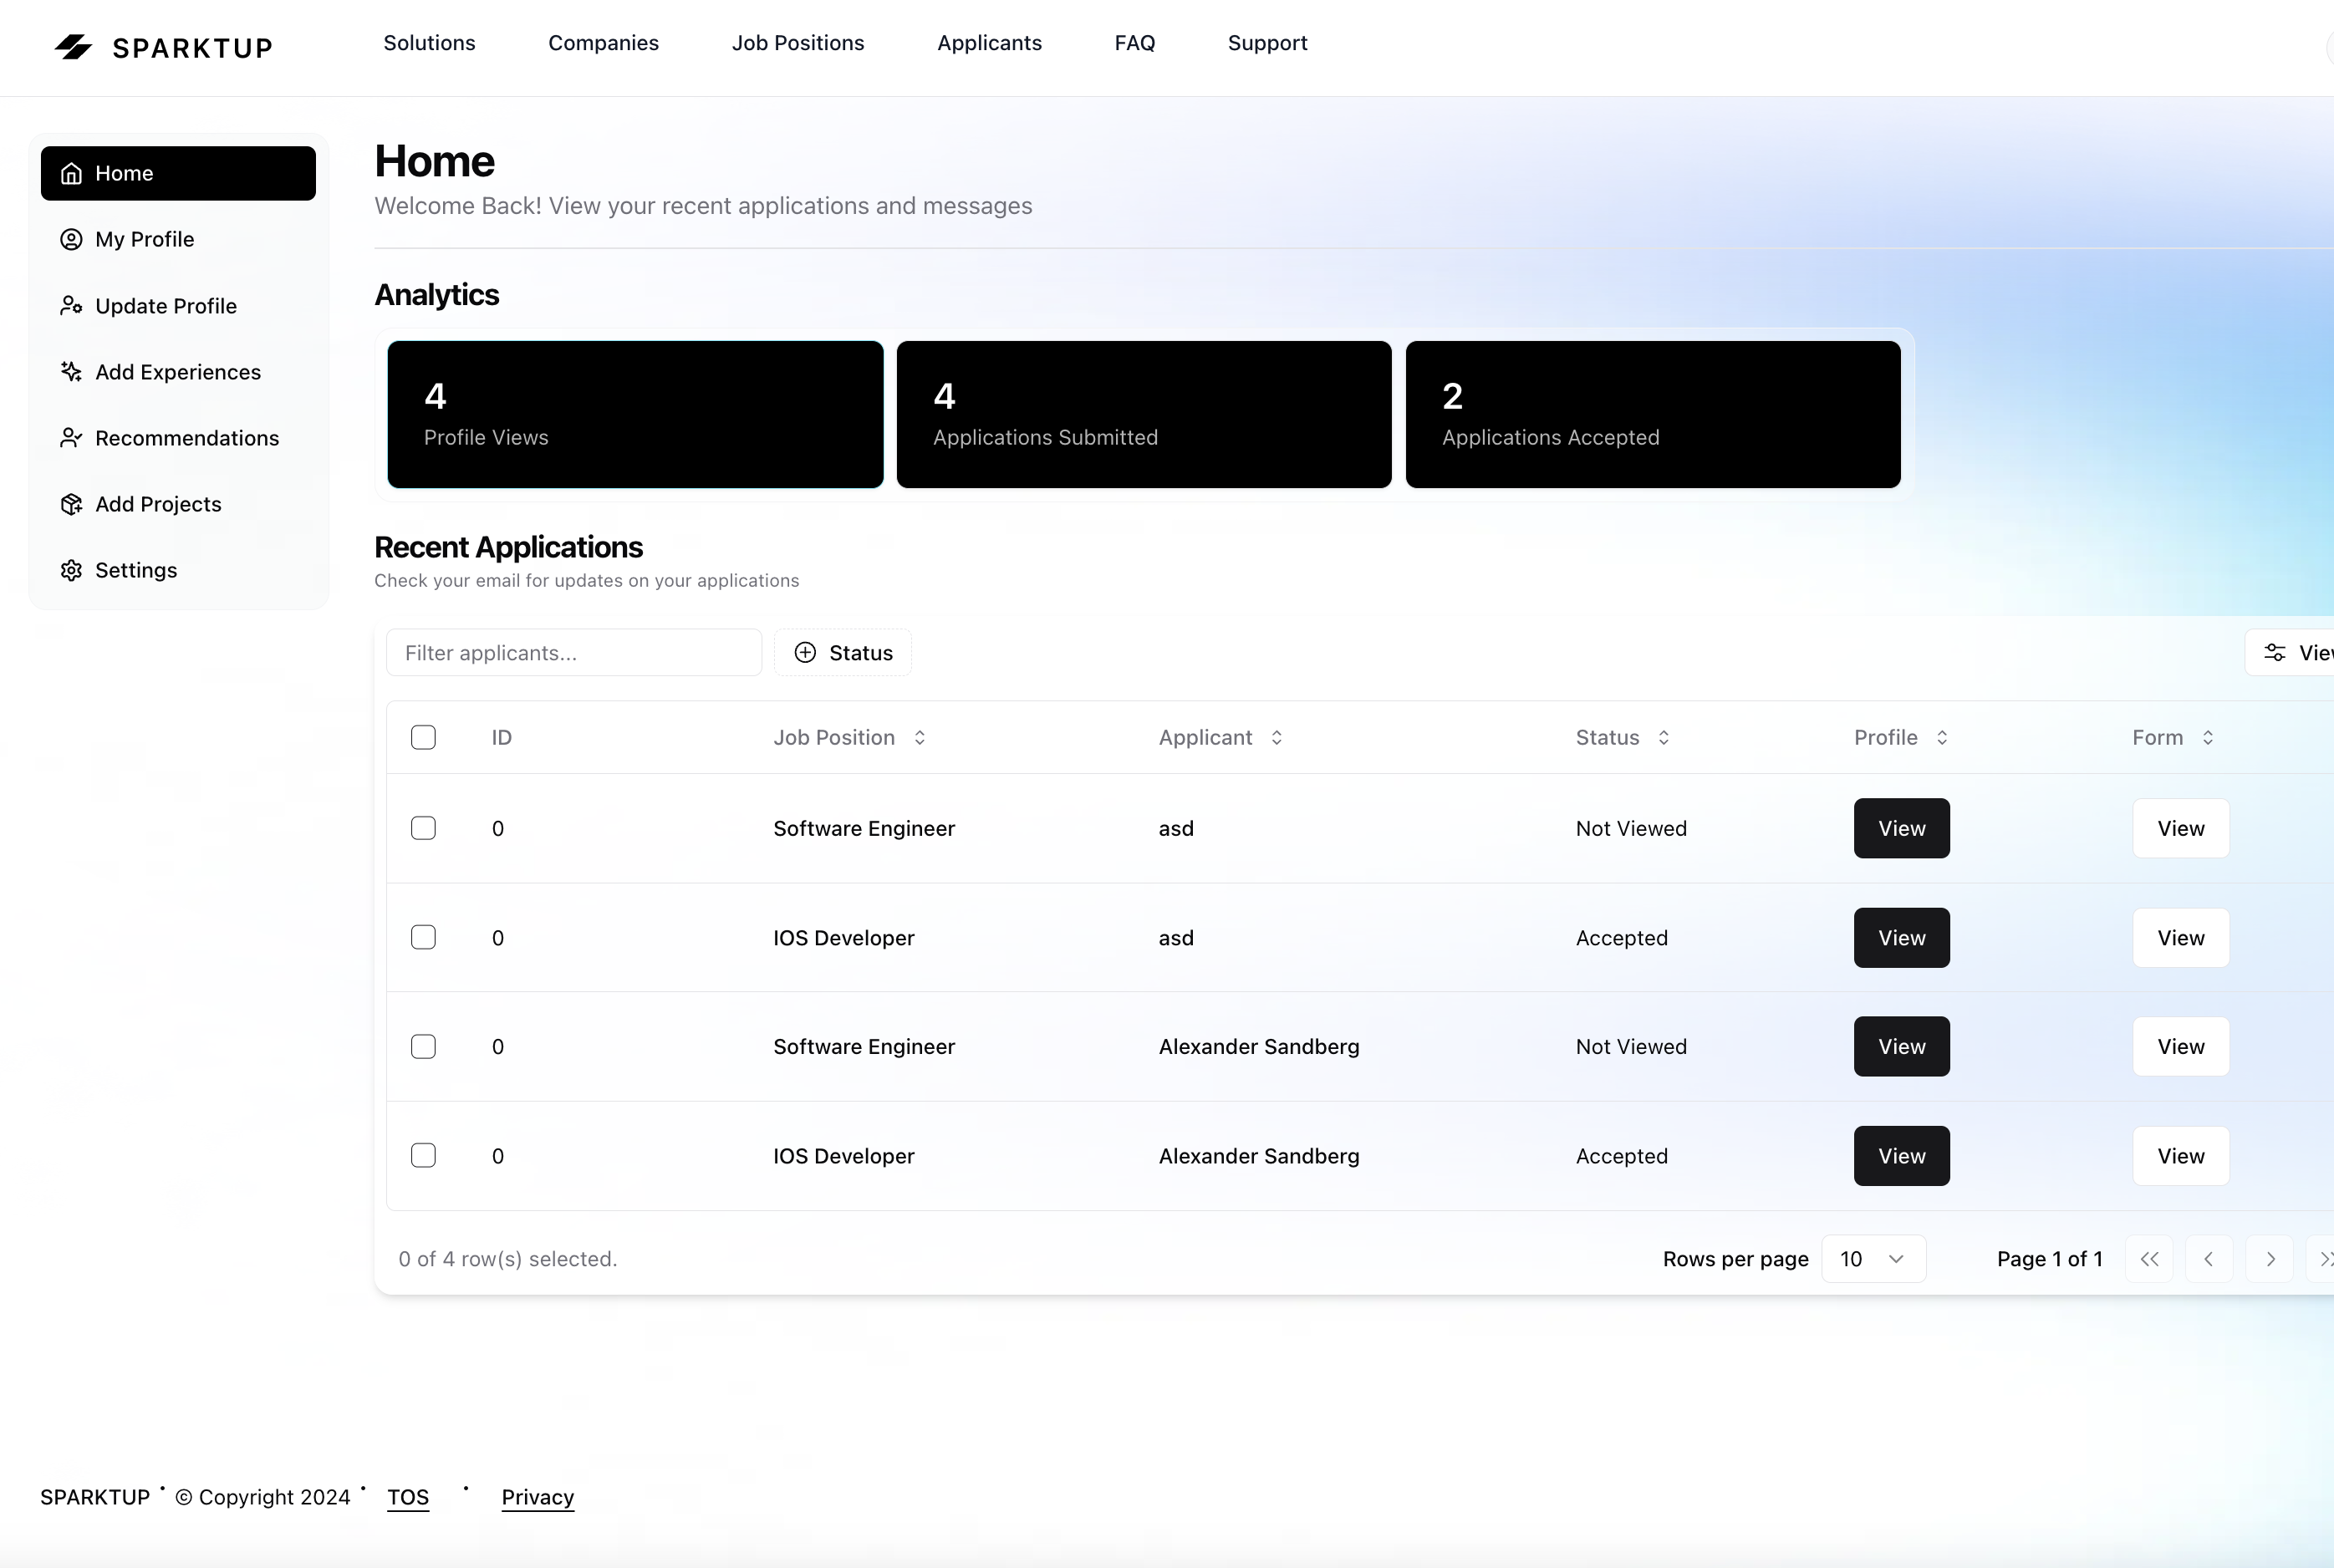 SPARKTUP
Solutions Companies Job Positions Applicants FAQ Support
Home
My Profile
Update Profile
Add Experiences
Recommendations
Add Projects
Settings
Home
Welcome Back! View your recent applications and messages
Analytics
4
Profile Views
4
Applications Submitted
2
Applications Accepted
Recent Applications
Check your email for updates on your applications
Filter applicants... Status
ID Job Position Applicant Status Profile Form
0 Software Engineer asd Not Viewed View View
0 IOS Developer asd Accepted View View
0 Software Engineer Alexander Sandberg Not Viewed View View
0 IOS Developer Alexander Sandberg Accepted View View
0 of 4 row(s) selected. Rows per page 10 Page 1 of 1
SPARKTUP · © Copyright 2024 · TOS · Privacy